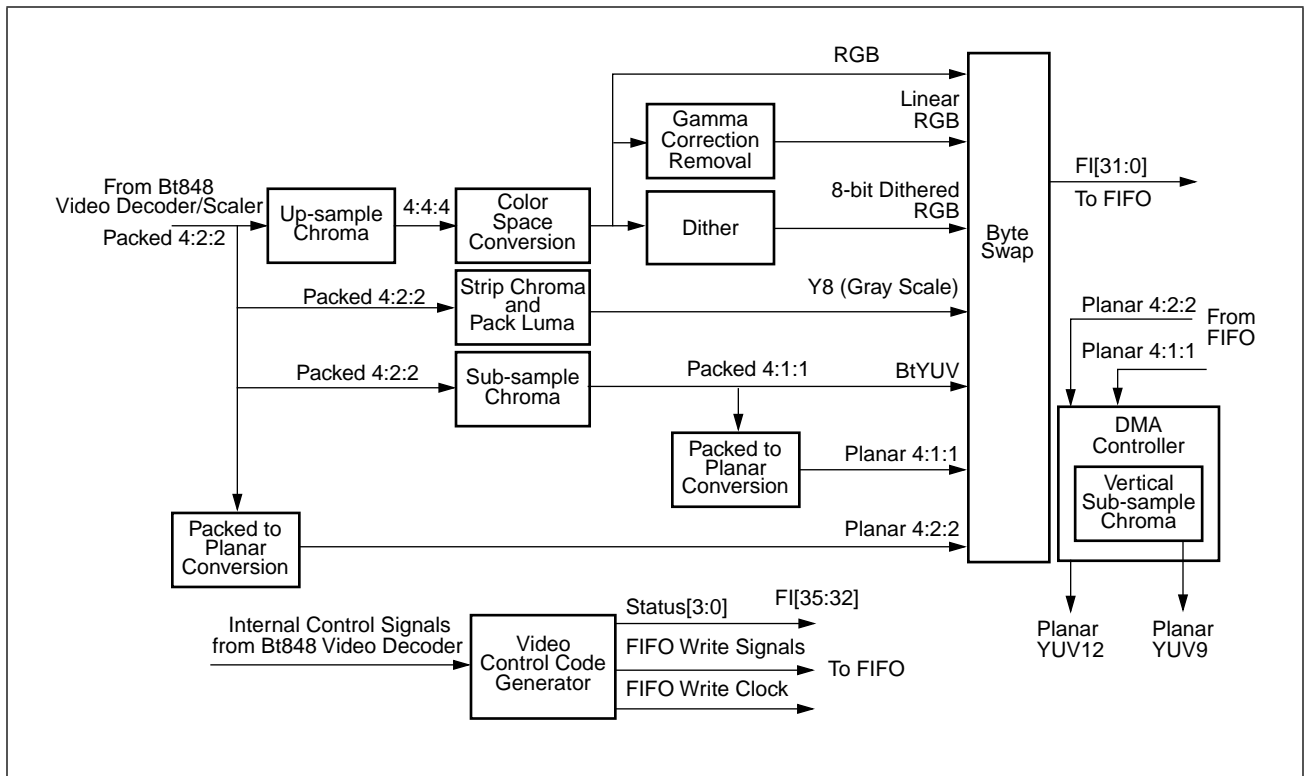 RGB
Linear
RGB
Gamma
Correction
Removal
FI[31:0]
To FIFO
From Bt848
Video Decoder/Scaler
Packed 4:2:2
Up-sample
Chroma
4:4:4
Color
Space
Conversion
8-bit Dithered
RGB
Dither
Byte
Swap
Packed 4:2:2
Strip Chroma
and
Pack Luma
Y8 (Gray Scale)
Planar 4:2:2
From
FIFO
Planar 4:1:1
Packed 4:2:2
Sub-sample
Chroma
Packed 4:1:1
BtYUV
DMA
Controller
Packed to
Planar
Conversion
Planar 4:1:1
Vertical
Sub-sample
Chroma
Packed to
Planar
Conversion
Planar 4:2:2
Planar
YUV12
Planar
YUV9
Internal Control Signals
from Bt848 Video Decoder
Video
Control Code
Generator
Status[3:0]
FI[35:32]
FIFO Write Signals
To FIFO
FIFO Write Clock